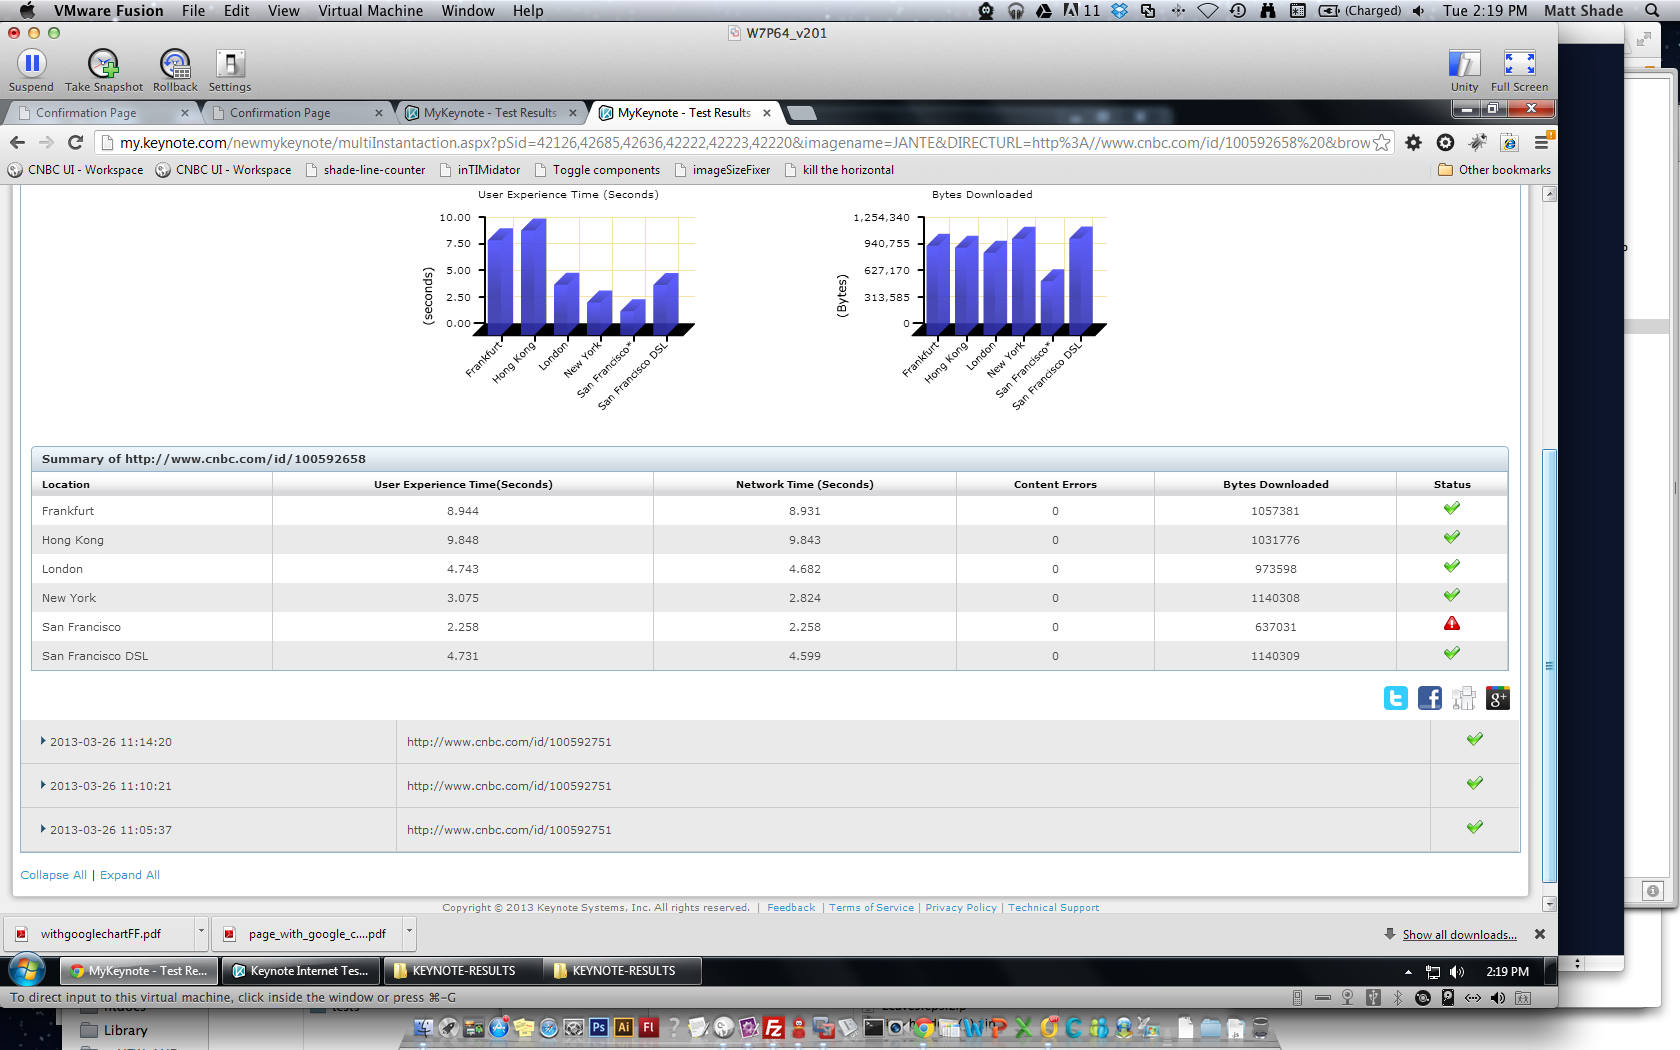 VMware Fusion File Edit View Virtual Machine Window Help 11 (Charged) Tue 2:19 PM Matt Shade
W7P64_v201
Suspend Take Snapshot Rollback Settings Unity Full Screen
Confirmation Page Confirmation Page MyKeynote - Test Results MyKeynote - Test Results
my.keynote.com/newmykeynote/multiInstantaction.aspx?pSid=42126,42685,42636,42222,42223,42220&imagename=JANTE&DIRECTURL=http%3A//www.cnbc.com/id/100592658%20&brow
CNBC UI - Workspace CNBC UI - Workspace shade-line-counter inTIMidator Toggle components imageSizeFixer kill the horizontal Other bookmarks
User Experience Time (Seconds)
10.00
7.50
5.00
2.50
0.00
(seconds)
Frankfurt
Hong Kong
London
New York
San Francisco*
San Francisco DSL
Bytes Downloaded
1,254,340
940,755
627,170
313,585
0
(Bytes)
Frankfurt
Hong Kong
London
New York
San Francisco*
San Francisco DSL
Summary of http://www.cnbc.com/id/100592658
Location User Experience Time(Seconds) Network Time (Seconds) Content Errors Bytes Downloaded Status
Frankfurt 8.944 8.931 0 1057381
Hong Kong 9.848 9.843 0 1031776
London 4.743 4.682 0 973598
New York 3.075 2.824 0 1140308
San Francisco 2.258 2.258 0 637031
San Francisco DSL 4.731 4.599 0 1140309
2013-03-26 11:14:20 http://www.cnbc.com/id/100592751
2013-03-26 11:10:21 http://www.cnbc.com/id/100592751
2013-03-26 11:05:37 http://www.cnbc.com/id/100592751
Collapse All | Expand All
Copyright © 2013 Keynote Systems, Inc. All rights reserved. | Feedback | Terms of Service | Privacy Policy | Technical Support
withgooglechartFF.pdf page_with_google_c....pdf Show all downloads...
MyKeynote - Test Re... Keynote Internet Tes... KEYNOTE-RESULTS KEYNOTE-RESULTS 2:19 PM
To direct input to this virtual machine, click inside the window or press ⌘-G
Library